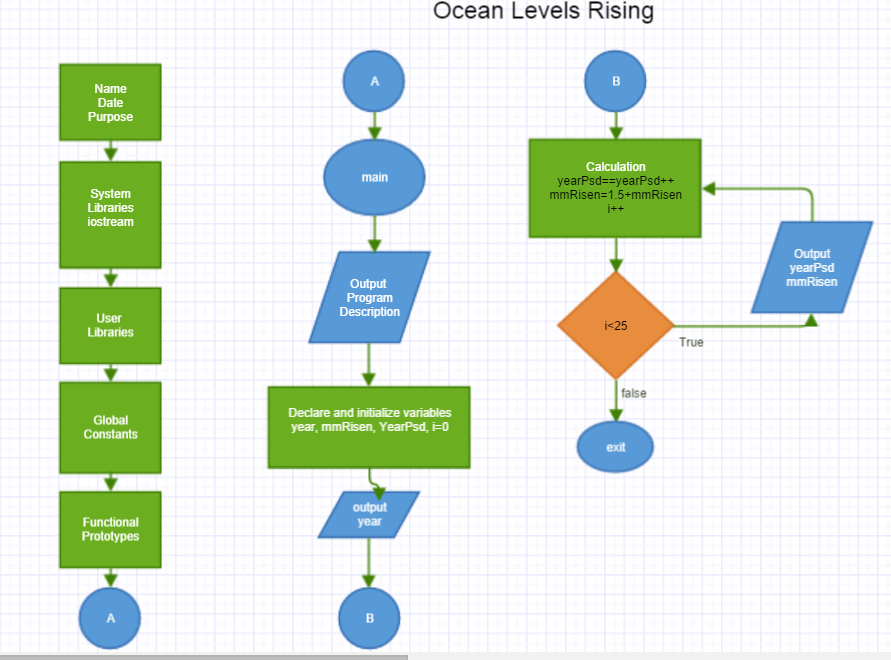 Ocean Levels Rising
Name
Date
Purpose
System
Libraries
iostream
User
Libraries
Global
Constants
Functional
Prototypes
A
A
main
Output
Program
Description
Declare and initialize variables
year, mmRisen, YearPsd, i=0
output
year
B
B
Calculation
yearPsd==yearPsd++
mmRisen=1.5+mmRisen
i++
i<25
True
Output
yearPsd
mmRisen
false
exit